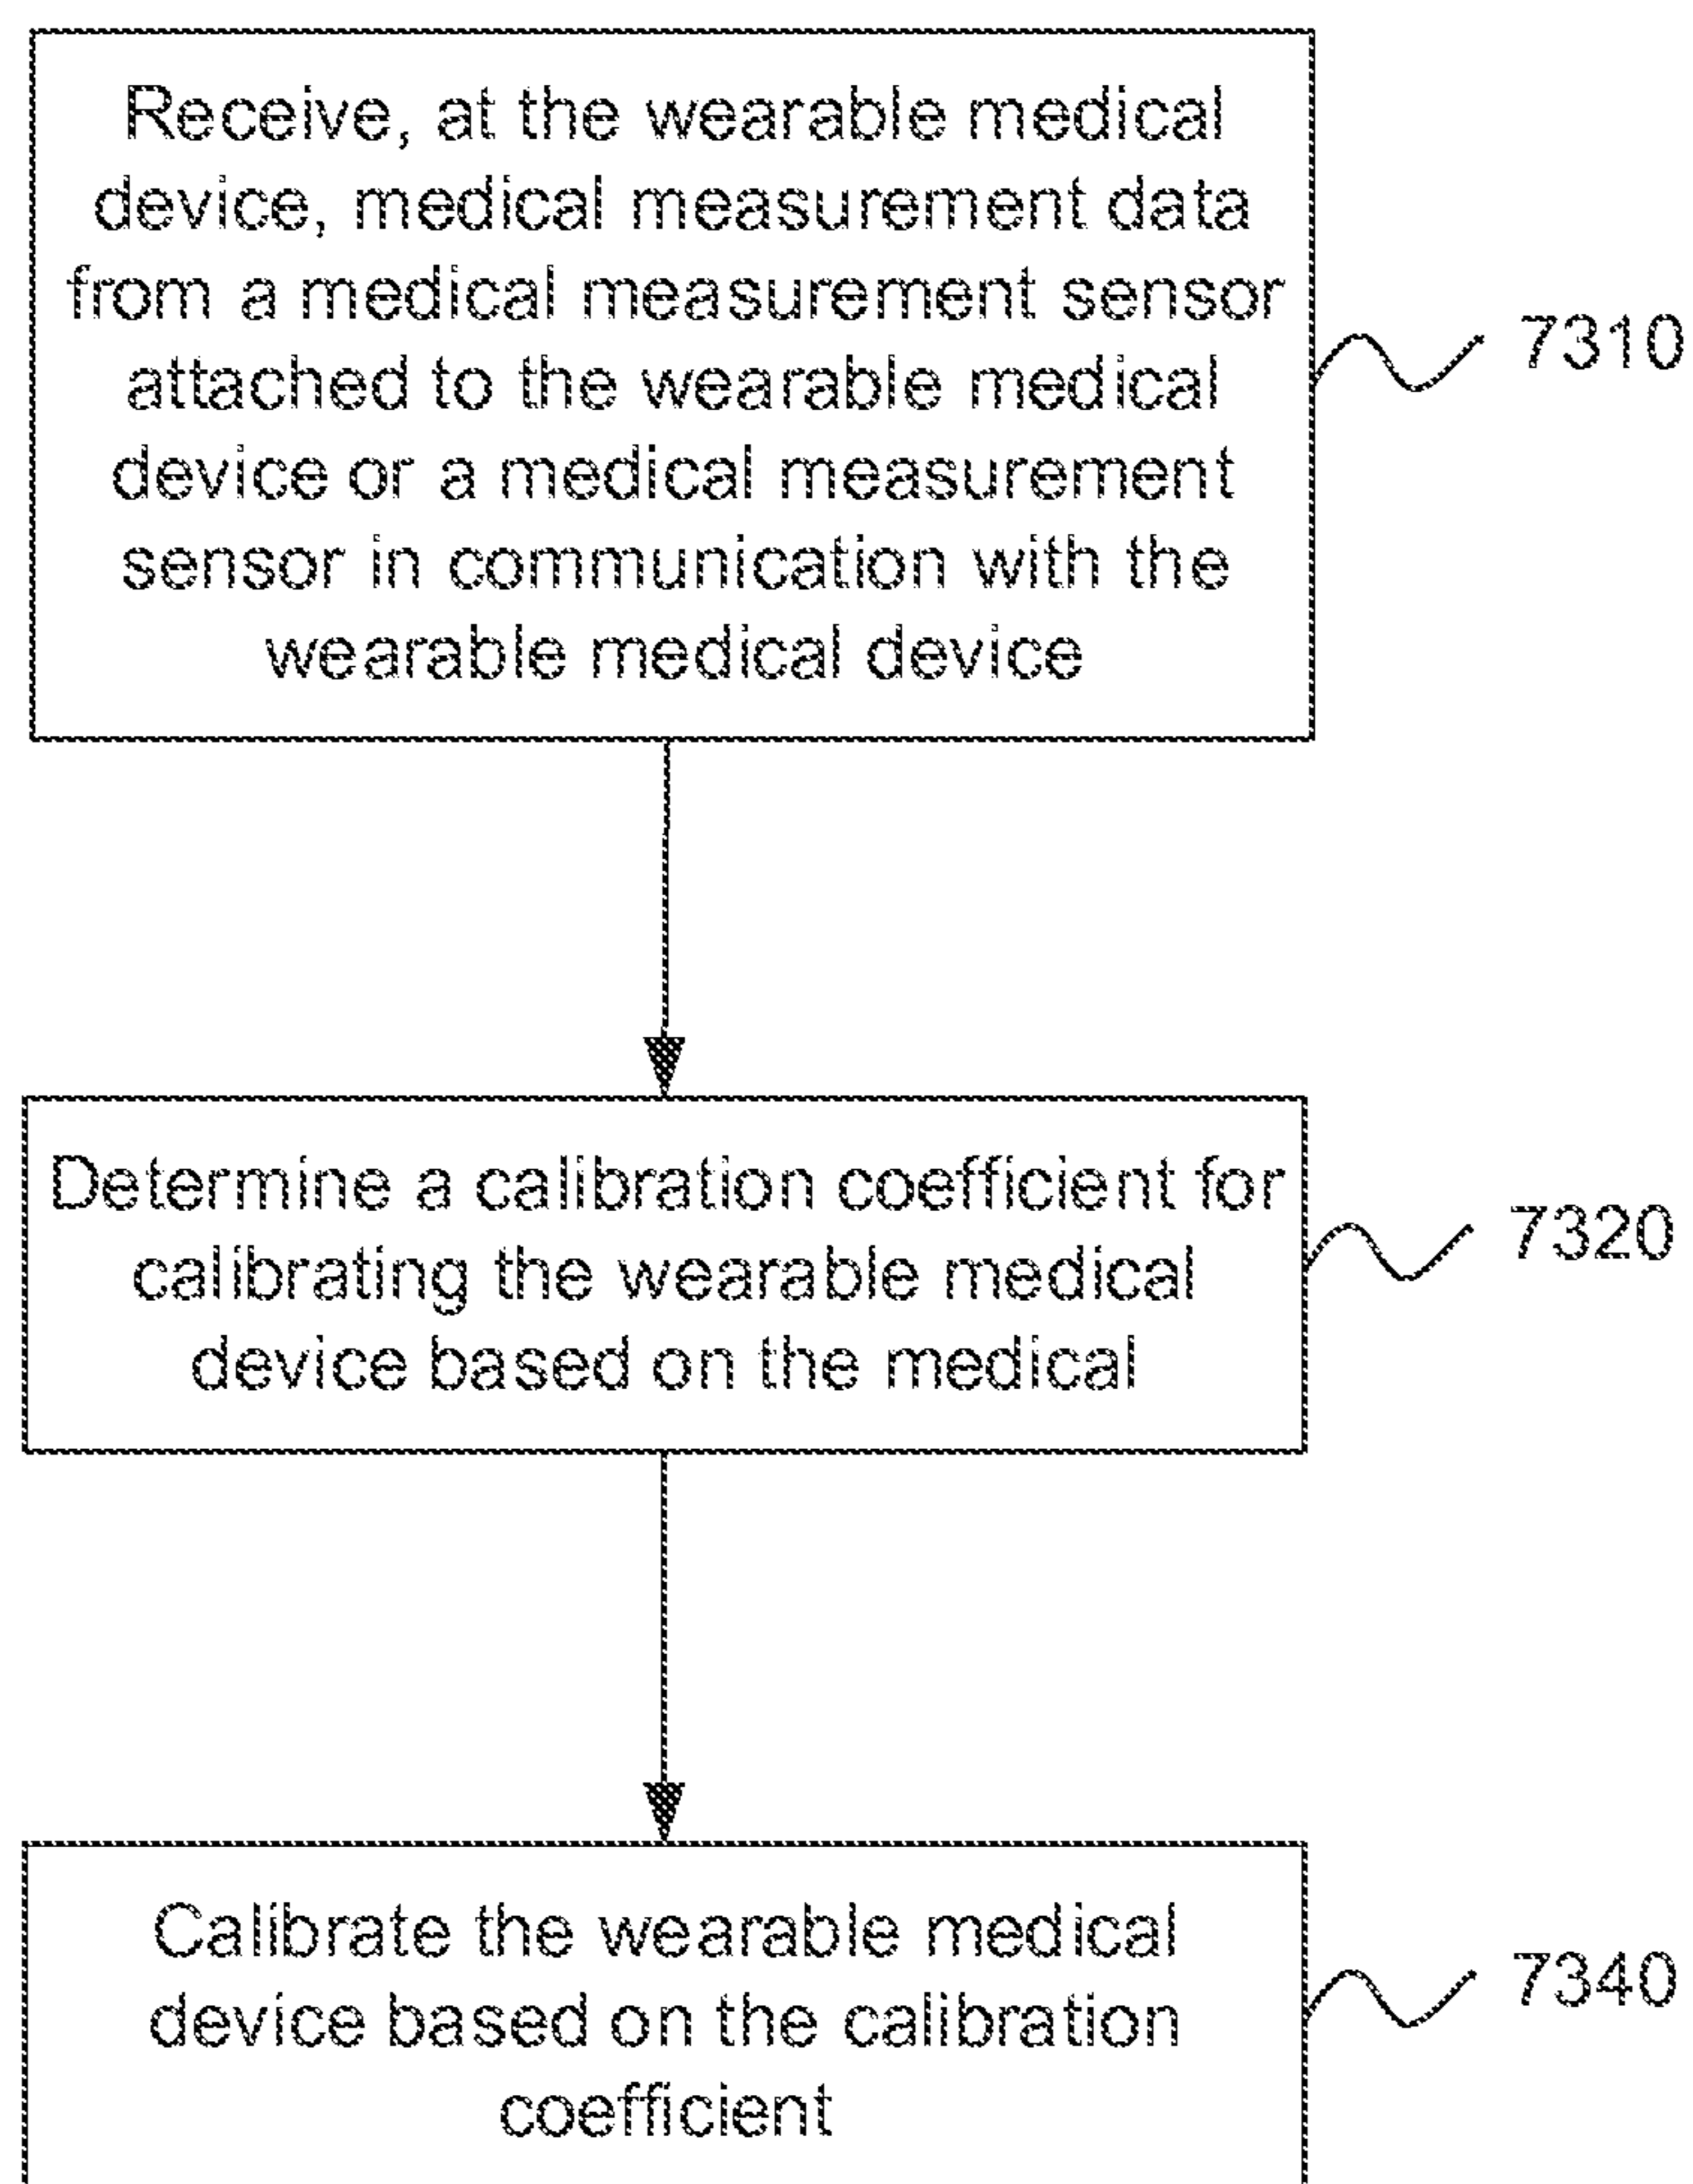 Receive, at the wearable medical
device, medical measurement data
from a medical measurement sensor
attached to the wearable medical
device or a medical measurement
sensor in communication with the
wearable medical device
7310
Determine a calibration coefficient for
calibrating the wearable medical
device based on the medical
7320
Calibrate the wearable medical
device based on the calibration
coefficient
7340